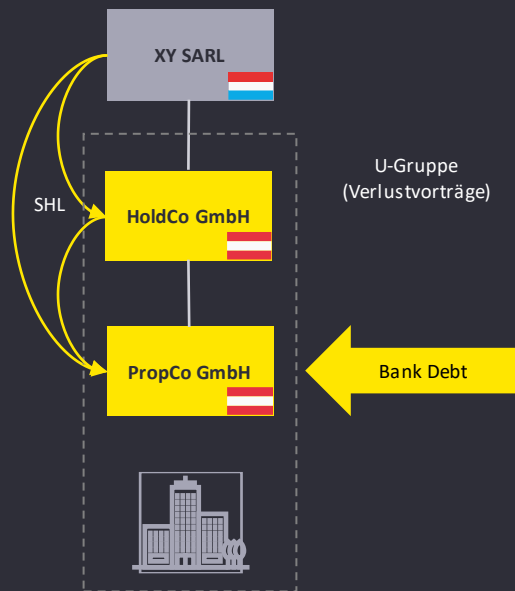 XY SARL
U-Gruppe
(Verlustvorträge)
SHL
HoldCo GmbH
PropCo GmbH
Bank Debt